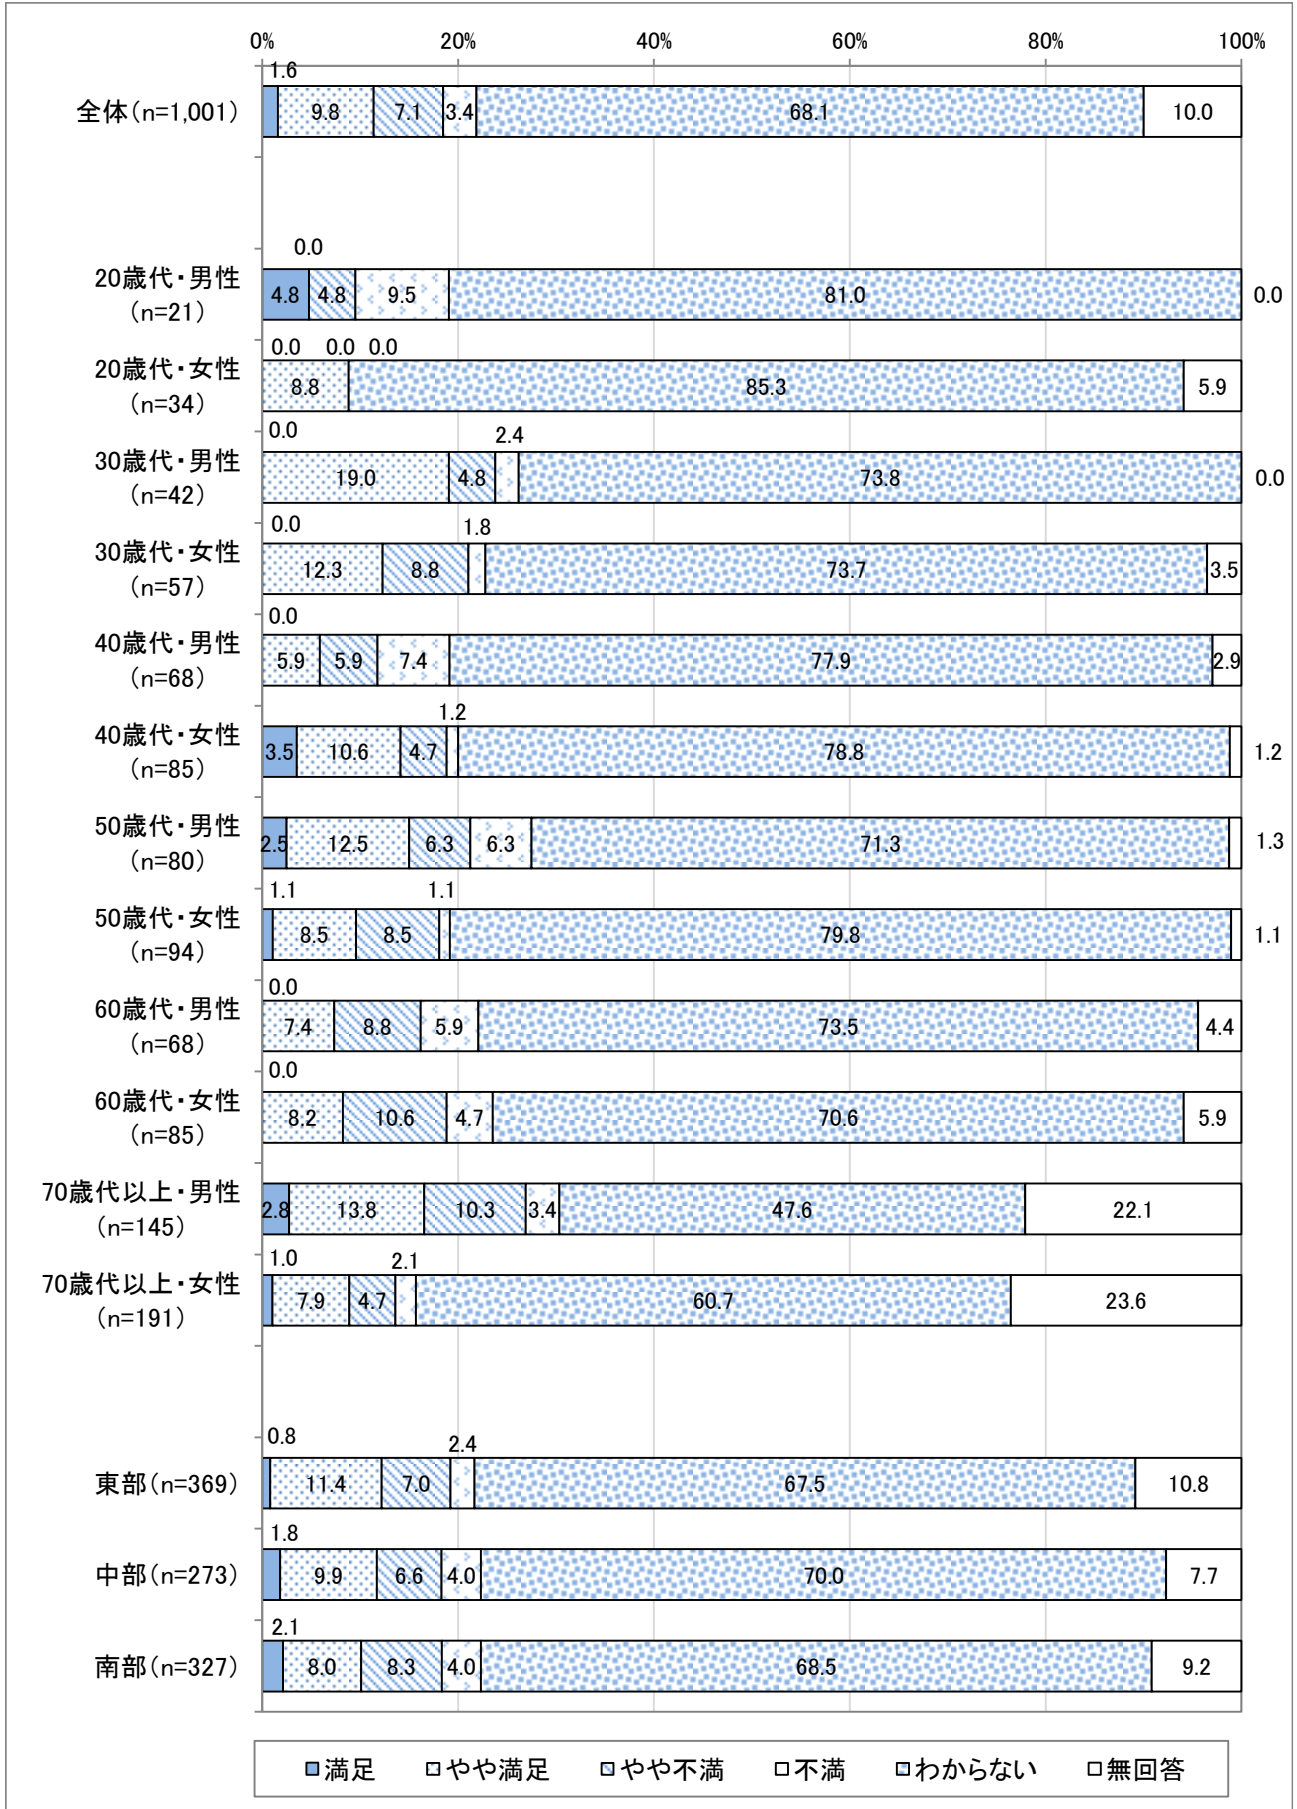 0% 20% 40% 60% 80% 100%
1.6
全体(n=1,001) 9.8 7.1 3.4 68.1 10.0
0.0
20歳代・男性
(n=21)
4.8 4.8 9.5 81.0 0.0
0.0 0.0 0.0
20歳代・女性
(n=34)
8.8 85.3 5.9
0.0 2.4
30歳代・男性
(n=42)
19.0 4.8 73.8 0.0
0.0 1.8
30歳代・女性
(n=57)
12.3 8.8 73.7 3.5
0.0
40歳代・男性
(n=68)
5.9 5.9 7.4 77.9 2.9
1.2
40歳代・女性
(n=85)
3.5 10.6 4.7 78.8 1.2
50歳代・男性
(n=80)
2.5 12.5 6.3 6.3 71.3 1.3
1.1 1.1
50歳代・女性
(n=94)
8.5 8.5 79.8 1.1
0.0
60歳代・男性
(n=68)
7.4 8.8 5.9 73.5 4.4
0.0
60歳代・女性
(n=85)
8.2 10.6 4.7 70.6 5.9
70歳代以上・男性
(n=145)
2.8 13.8 10.3 3.4 47.6 22.1
1.0 2.1
70歳代以上・女性
(n=191)
7.9 4.7 60.7 23.6
0.8 2.4
東部(n=369) 11.4 7.0 67.5 10.8
1.8
中部(n=273) 9.9 6.6 4.0 70.0 7.7
2.1
南部(n=327) 8.0 8.3 4.0 68.5 9.2
満足 やや満足 やや不満 不満 わからない 無回答